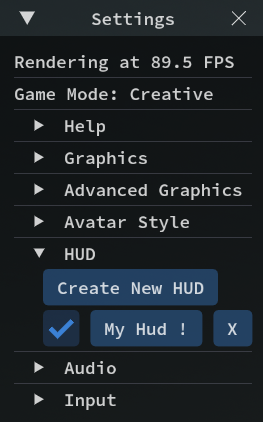 Settings
Rendering at 89.5 FPS
Game Mode: Creative
Help
Graphics
Advanced Graphics
Avatar Style
HUD
Create New HUD
My Hud ! X
Audio
Input